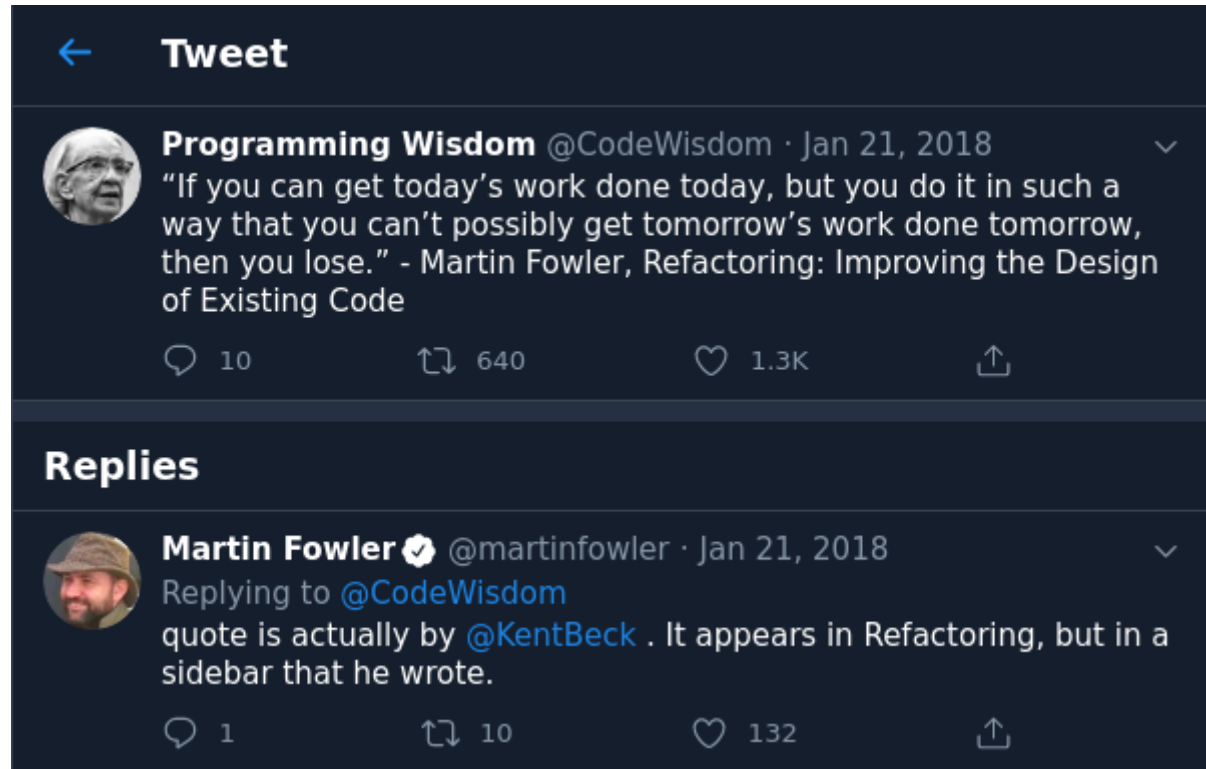 Tweet
Programming Wisdom @CodeWisdom · Jan 21, 2018
“If you can get today’s work done today, but you do it in such a
way that you can’t possibly get tomorrow’s work done tomorrow,
then you lose.” - Martin Fowler, Refactoring: Improving the Design
of Existing Code
10 640 1.3K
Replies
Martin Fowler @martinfowler · Jan 21, 2018
Replying to @CodeWisdom
quote is actually by @KentBeck . It appears in Refactoring, but in a
sidebar that he wrote.
1 10 132